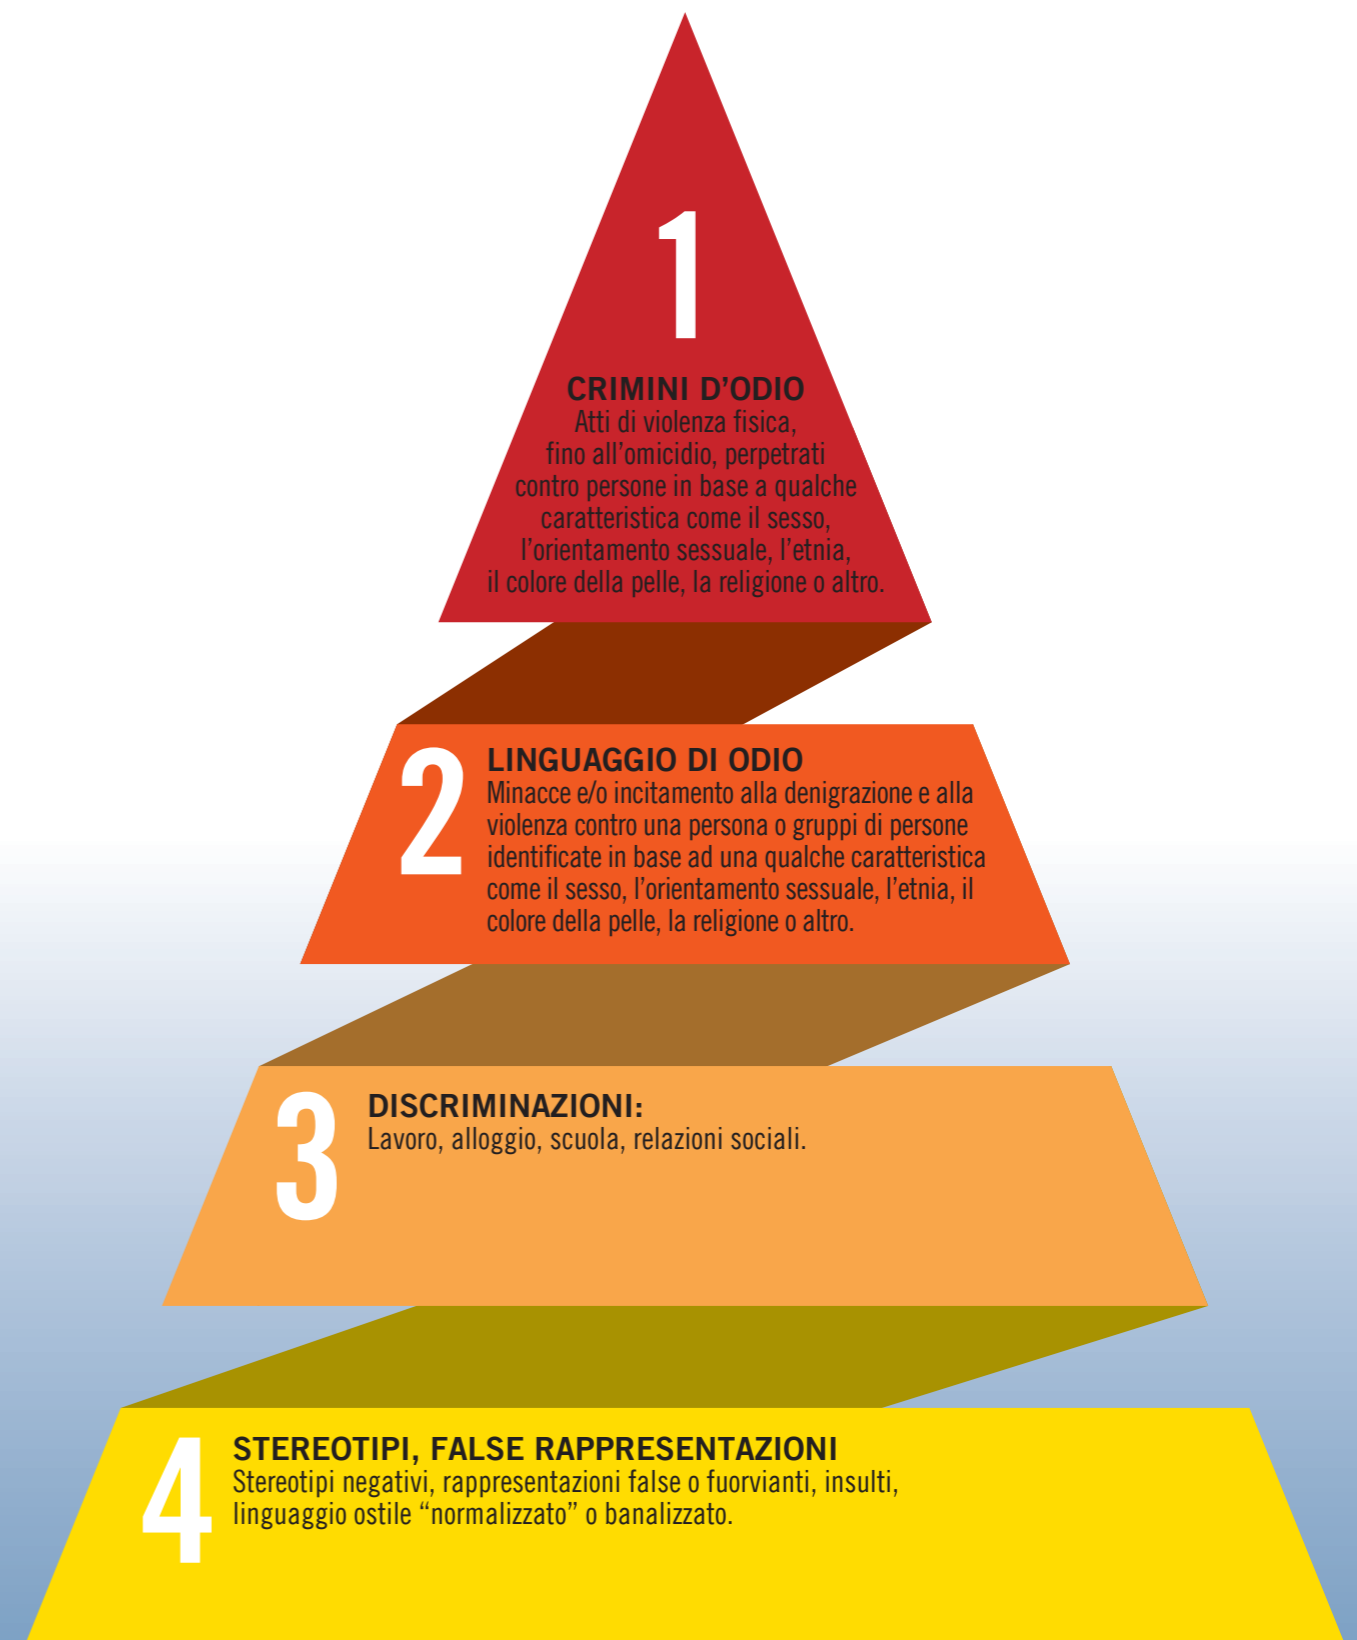 1
CRIMINI D’ODIO
Atti di violenza fisica,
fino all’omicidio, perpetrati
contro persone in base a qualche
caratteristica come il sesso,
l’orientamento sessuale, l’etnia,
il colore della pelle, la religione o altro.
2
LINGUAGGIO DI ODIO
Minacce e/o incitamento alla denigrazione e alla
violenza contro una persona o gruppi di persone
identificate in base ad una qualche caratteristica
come il sesso, l’orientamento sessuale, l’etnia, il
colore della pelle, la religione o altro.
3
DISCRIMINAZIONI:
Lavoro, alloggio, scuola, relazioni sociali.
4
STEREOTIPI, FALSE RAPPRESENTAZIONI
Stereotipi negativi, rappresentazioni false o fuorvianti, insulti,
linguaggio ostile “normalizzato” o banalizzato.